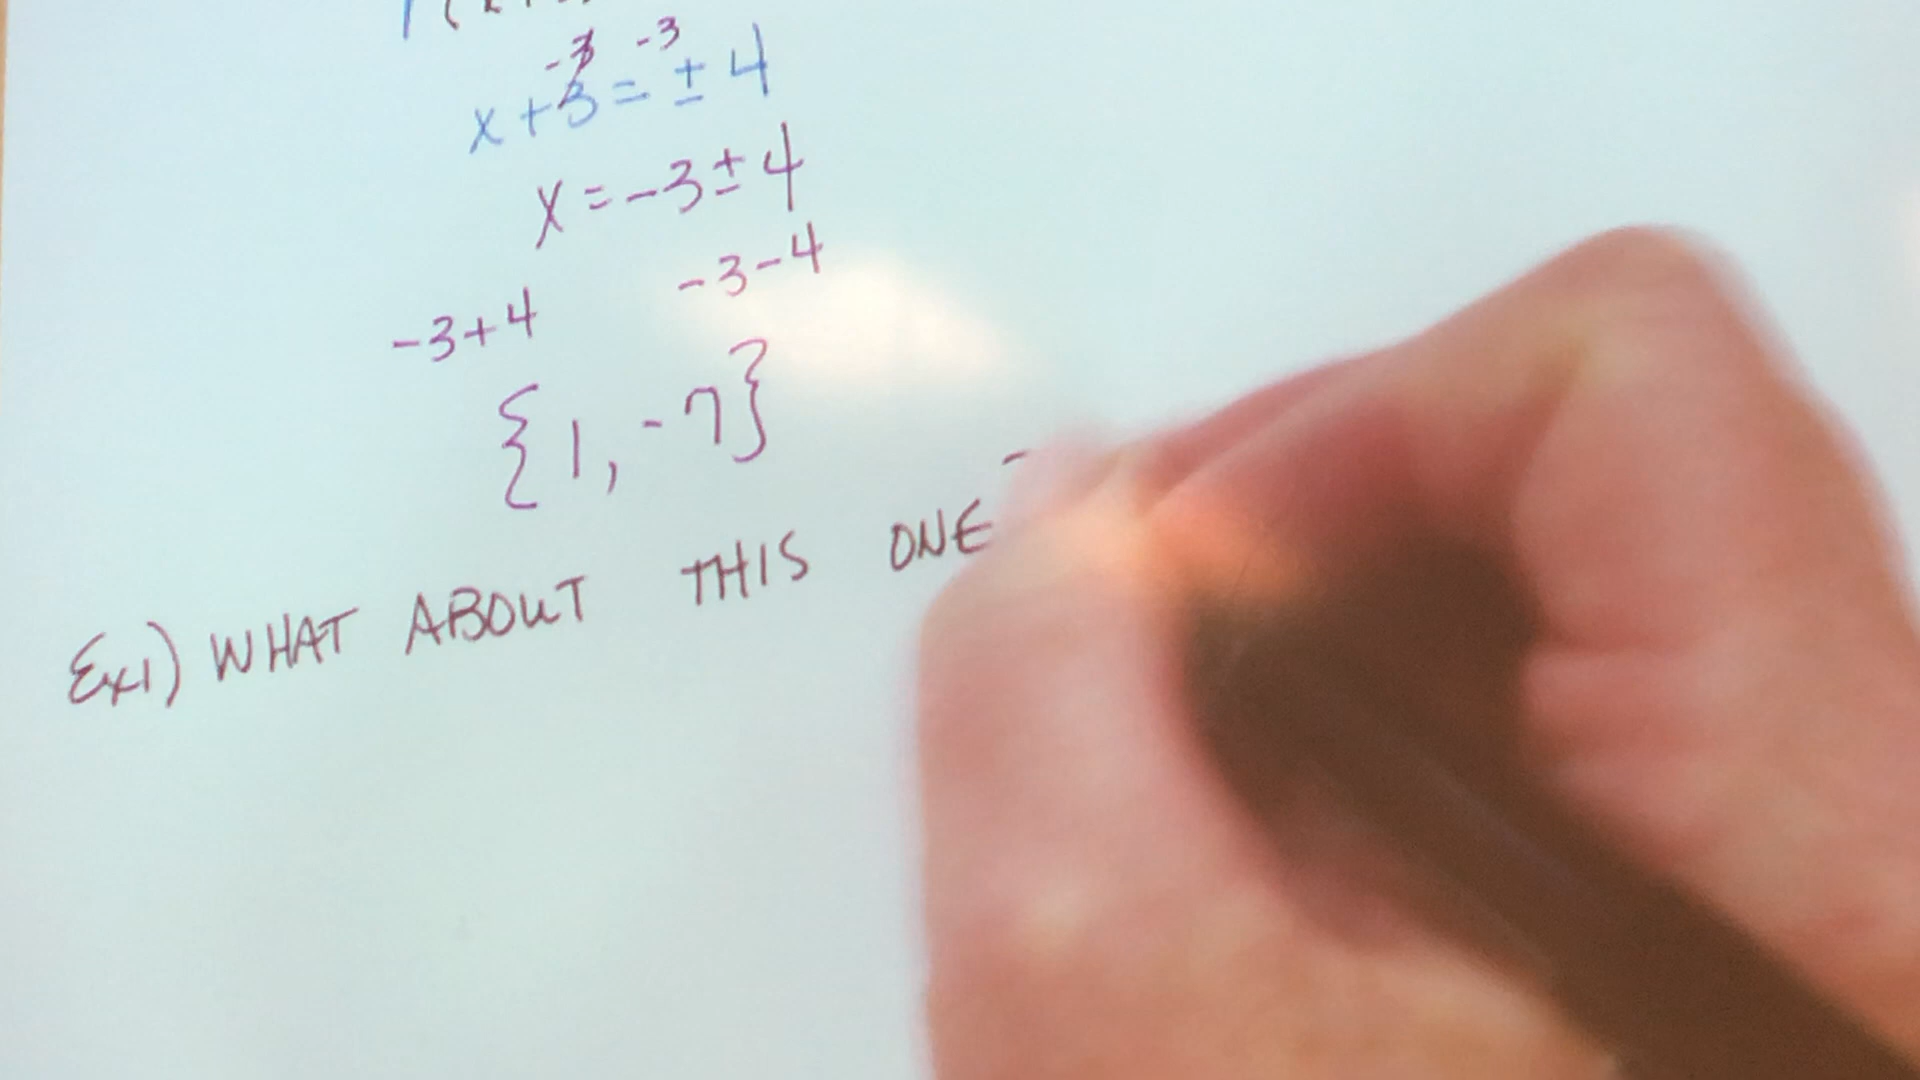 -3 -3
x+3=±4
x=-3±4
-3+4 -3-4
{1,-7}
Ex1) WHAT ABOUT THIS ONE